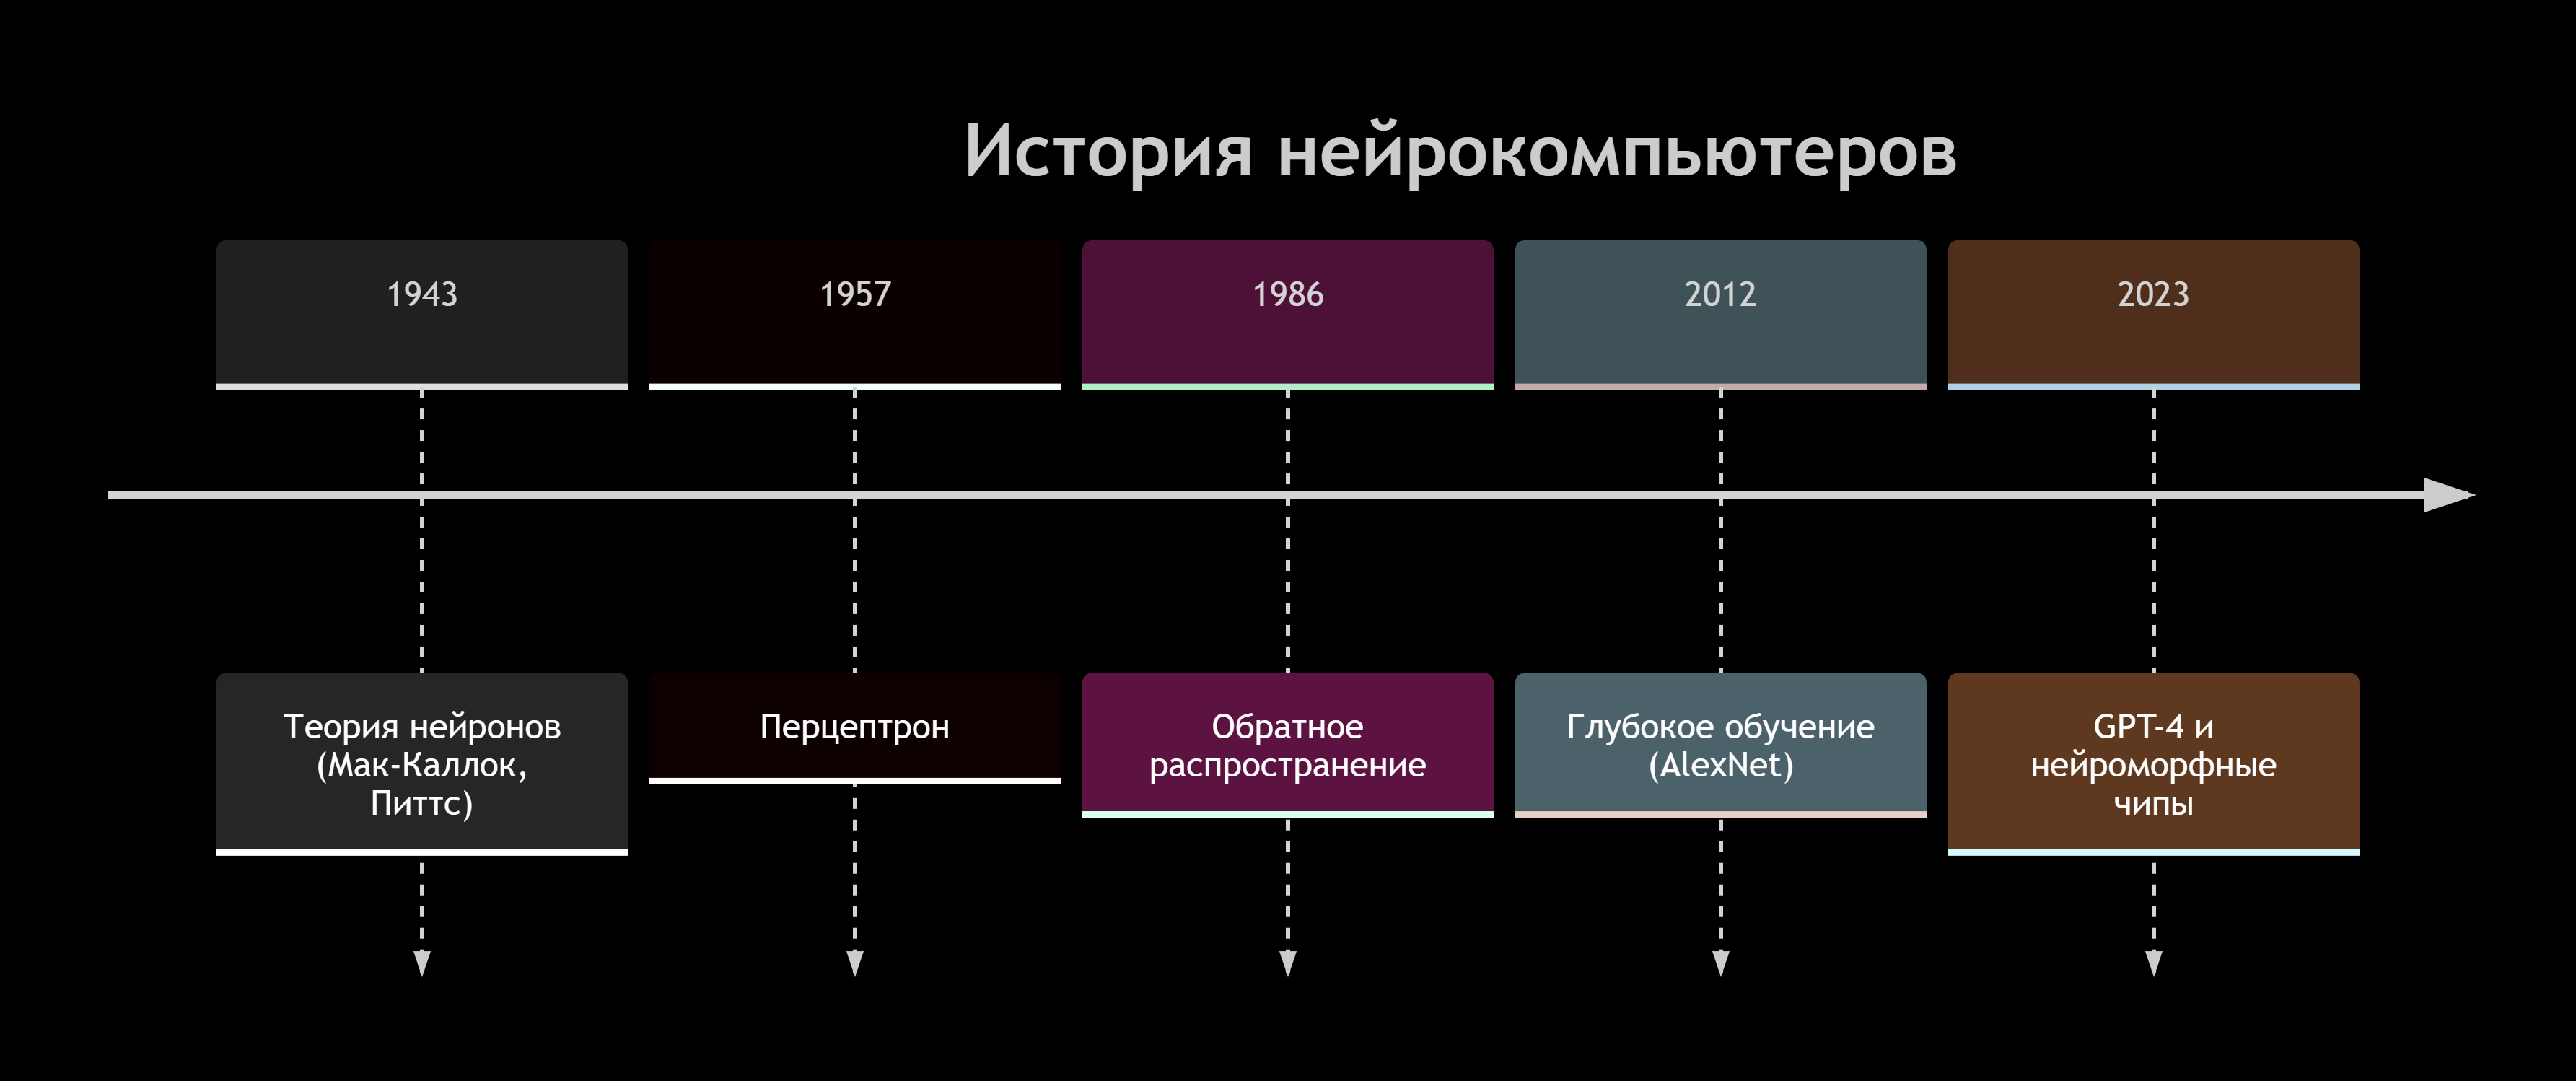 История нейрокомпьютеров
1943
1957
1986
2012
2023
Теория нейронов
(Мак-Каллок,
Питтс)
Перцептрон
Обратное
распространение
Глубокое обучение
(AlexNet)
GPT-4 и
нейроморфные
чипы